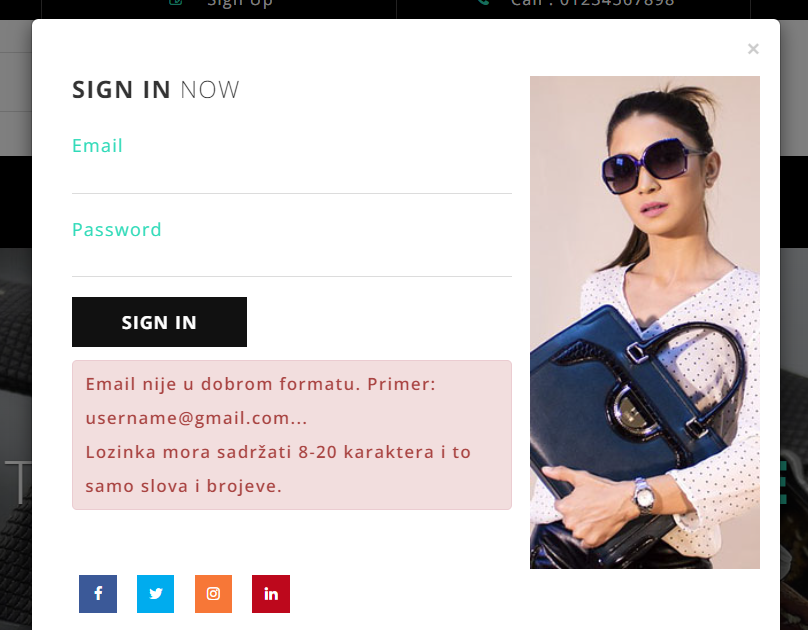 Sign Up
Call : 01234567898
×
SIGN IN NOW
Email
Password
SIGN IN
Email nije u dobrom formatu. Primer:
username@gmail.com...
Lozinka mora sadržati 8-20 karaktera i to
samo slova i brojeve.